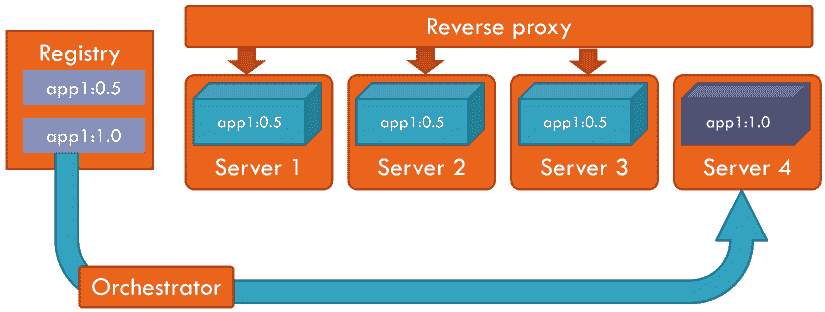 Reverse proxy
Registry
app1:0.5
app1:1.0
app1:0.5
Server 1
app1:0.5
Server 2
app1:0.5
Server 3
app1:1.0
Server 4
Orchestrator